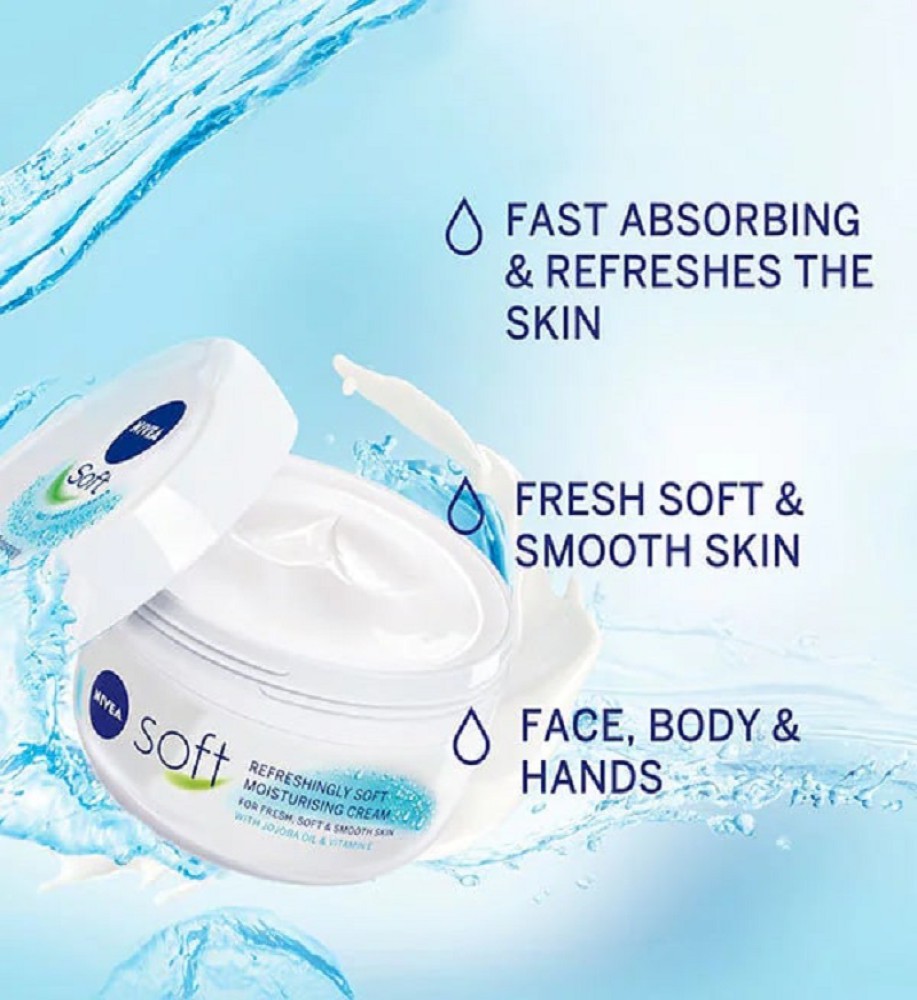 FAST ABSORBING
& REFRESHES THE
SKIN
NIVEA
Soft
FRESH SOFT &
SMOOTH SKIN
NIVEA
soft
REFRESHINGLY SOFT
MOISTURISING CREAM
FOR FRESH, SOFT & SMOOTH SKIN
WITH JOJOBA OIL & VITAMIN E
FACE, BODY &
HANDS